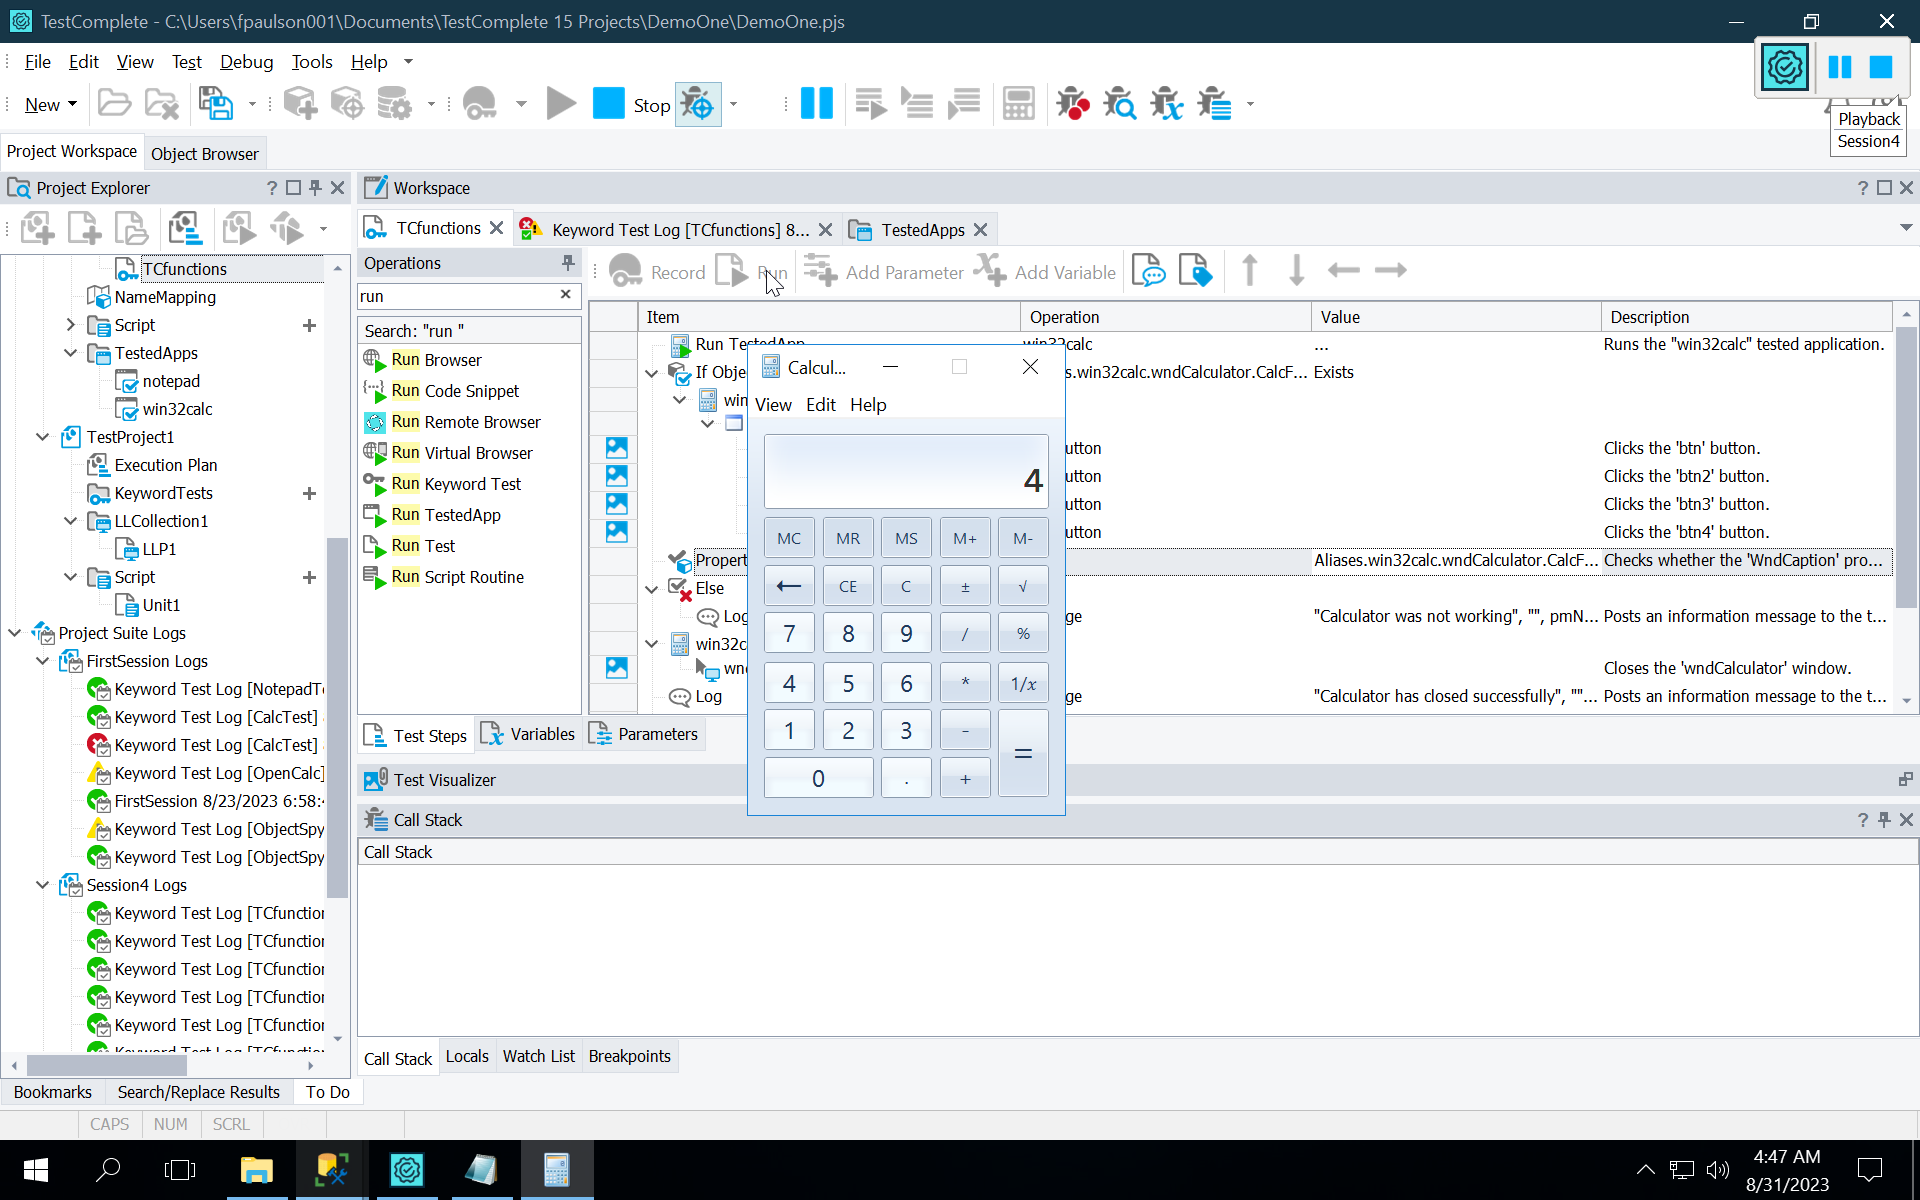 TestComplete - C:\Users\fpaulson001\Documents\TestComplete 15 Projects\DemoOne\DemoOne.pjs
File Edit View Test Debug Tools Help
New Stop
Playback
Session4
Project Workspace Object Browser
Project Explorer
TCfunctions
NameMapping
Script
TestedApps
notepad
win32calc
TestProject1
Execution Plan
KeywordTests
LLCollection1
LLP1
Script
Unit1
Project Suite Logs
FirstSession Logs
Keyword Test Log [NotepadT
Keyword Test Log [CalcTest]
Keyword Test Log [CalcTest]
Keyword Test Log [OpenCalc]
FirstSession 8/23/2023 6:58:
Keyword Test Log [ObjectSpy
Keyword Test Log [ObjectSpy
Session4 Logs
Keyword Test Log [TCfunction
Keyword Test Log [TCfunction
Keyword Test Log [TCfunction
Keyword Test Log [TCfunction
Keyword Test Log [TCfunction
Workspace
TCfunctions Keyword Test Log [TCfunctions] 8... TestedApps
Operations
run
Search: "run "
Run Browser
Run Code Snippet
Run Remote Browser
Run Virtual Browser
Run Keyword Test
Run TestedApp
Run Test
Run Script Routine
Record Run Add Parameter Add Variable
Item Operation Value Description
Run TestedApp win32calc ... Runs the "win32calc" tested application.
If Obje s.win32calc.wndCalculator.CalcF... Exists
win
utton Clicks the 'btn' button.
utton Clicks the 'btn2' button.
utton Clicks the 'btn3' button.
utton Clicks the 'btn4' button.
Propert Aliases.win32calc.wndCalculator.CalcF... Checks whether the 'WndCaption' pro...
Else
Log ge "Calculator was not working", "", pmN... Posts an information message to the t...
win32c
wnd Closes the 'wndCalculator' window.
Log ge "Calculator has closed successfully", ""... Posts an information message to the t...
Calcul...
View Edit Help
4
MC MR MS M+ M-
← CE C ± √
7 8 9 / %
4 5 6 * 1/x
1 2 3 - =
0 . +
Test Steps Variables Parameters
Test Visualizer
Call Stack
Call Stack
Call Stack Locals Watch List Breakpoints
Bookmarks Search/Replace Results To Do
CAPS NUM SCRL
4:47 AM
8/31/2023